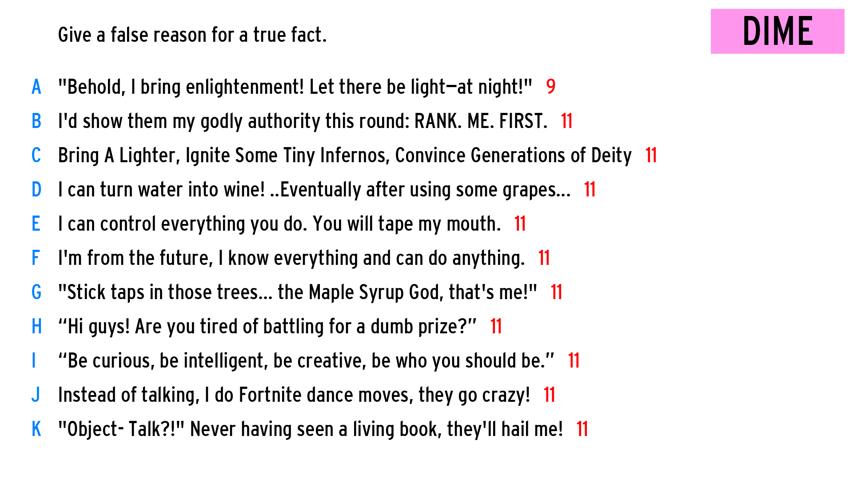 Give a false reason for a true fact.
DIME
A "Behold, I bring enlightenment! Let there be light—at night!" 9
B I'd show them my godly authority this round: RANK. ME. FIRST. 11
C Bring A Lighter, Ignite Some Tiny Infernos, Convince Generations of Deity 11
D I can turn water into wine! ..Eventually after using some grapes... 11
E I can control everything you do. You will tape my mouth. 11
F I'm from the future, I know everything and can do anything. 11
G "Stick taps in those trees... the Maple Syrup God, that's me!" 11
H “Hi guys! Are you tired of battling for a dumb prize?” 11
I “Be curious, be intelligent, be creative, be who you should be.” 11
J Instead of talking, I do Fortnite dance moves, they go crazy! 11
K "Object- Talk?!" Never having seen a living book, they'll hail me! 11